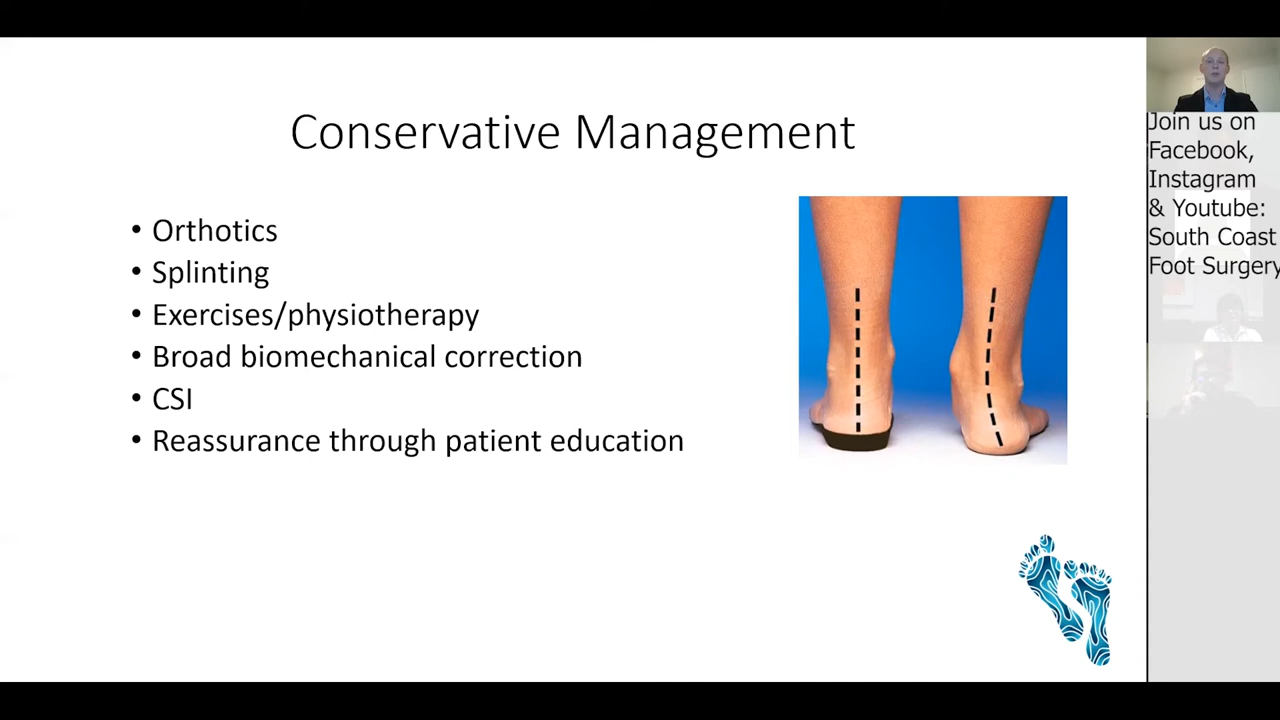 Conservative Management
• Orthotics
• Splinting
• Exercises/physiotherapy
• Broad biomechanical correction
• CSI
• Reassurance through patient education
Join us on
Facebook,
Instagram
& Youtube:
South Coast
Foot Surgery